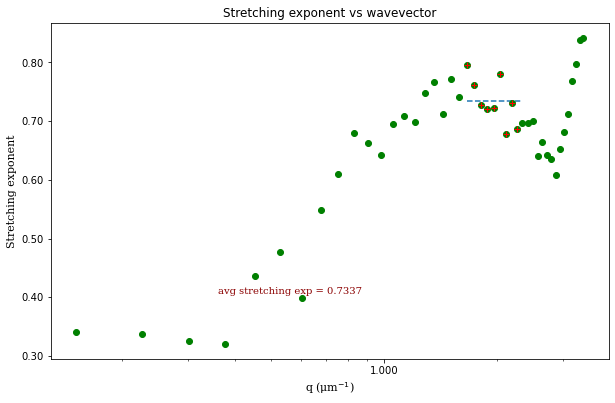 Stretching exponent vs wavevector
Stretching exponent
0.80
0.70
0.60
0.50
0.40
0.30
avg stretching exp = 0.7337
1.000
q (μm⁻¹)